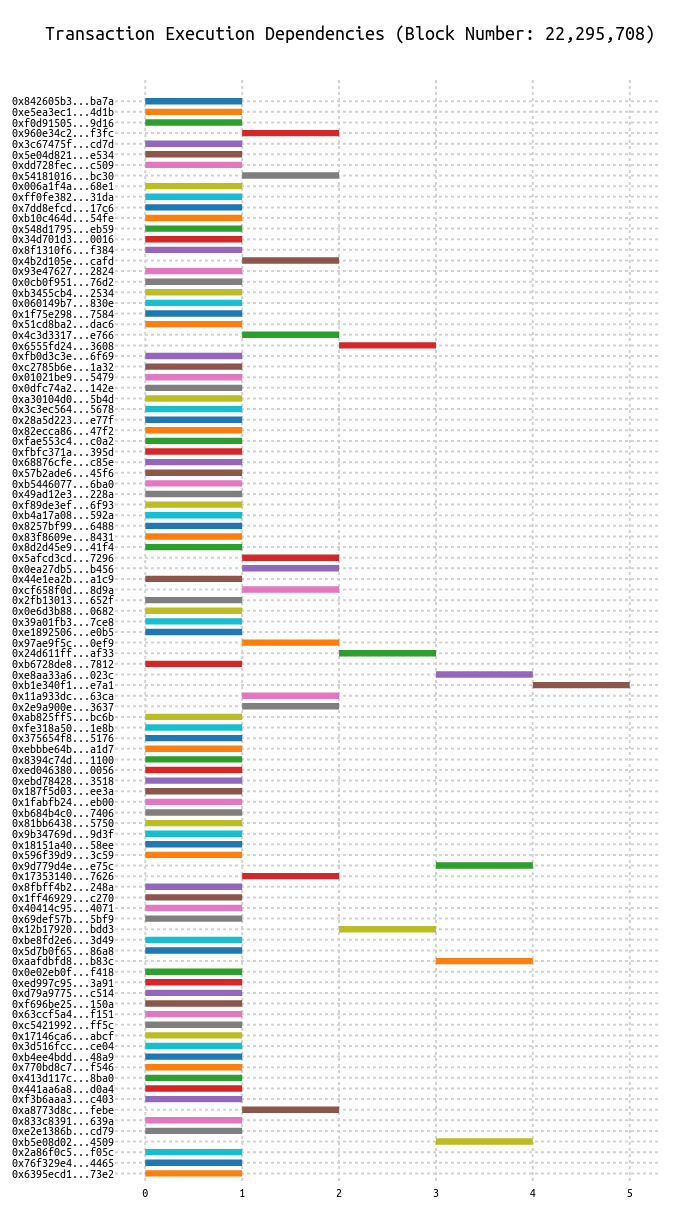 Transaction Execution Dependencies (Block Number: 22,295,708)
0x842605b3...ba7a
0xe5ea3ec1...4d1b
0xf0d91505...9d16
0x960e34c2...f3fc
0x3c67475f...cd7d
0x5e04d821...e534
0xdd728fec...c509
0x54181016...bc30
0x006a1f4a...68e1
0xff0fe382...31da
0x7dd8efcd...17c6
0xb10c464d...54fe
0x548d1795...eb59
0x34d701d3...0016
0x8f1310f6...f384
0x4b2d105e...cafd
0x93e47627...2824
0x0cb0f951...76d2
0xb3455cb4...2534
0x060149b7...830e
0x1f75e298...7584
0x51cd8ba2...dac6
0x4c3d3317...e766
0x6555fd24...3608
0xfb0d3c3e...6f69
0xc2785b6e...1a32
0x01021be9...5479
0x0dfc74a2...142e
0xa30104d0...5b4d
0x3c3ec564...5678
0x28a5d223...e77f
0x82ecca86...47f2
0xfae553c4...c0a2
0xfbfc371a...395d
0x68876cfe...c85e
0x57b2ade6...45f6
0xb5446077...6ba0
0x49ad12e3...228a
0xf89de3ef...6f93
0xb4a17a08...592a
0x8257bf99...6488
0x83f8609e...8431
0x8d2d45e9...41f4
0x5afcd3cd...7296
0x0ea27db5...b456
0x44e1ea2b...a1c9
0xcf658f0d...8d9a
0x2fb13013...652f
0x0e6d3b88...0682
0x39a01fb3...7ce8
0xe1892506...e0b5
0x97ae9f5c...0ef9
0x24d611ff...af33
0xb6728de8...7812
0xe8aa33a6...023c
0xb1e340f1...e7a1
0x11a933dc...63ca
0x2e9a900e...3637
0xab825ff5...bc6b
0xfe318a50...1e8b
0x375654f8...5176
0xebbbe64b...a1d7
0x8394c74d...1100
0xed046380...0056
0xebd78428...3518
0x187f5d03...ee3a
0x1fabfb24...eb00
0xb684b4c0...7406
0x81bb6438...5750
0x9b34769d...9d3f
0x18151a40...58ee
0x596f39d9...3c59
0x9d779d4e...e75c
0x17353140...7626
0x8fbff4b2...248a
0x1ff46929...c270
0x40414c95...4071
0x69def57b...5bf9
0x12b17920...bdd3
0xbe8fd2e6...3d49
0x5d7b0f65...86a8
0xaafdbfd8...b83c
0x0e02eb0f...f418
0xed997c95...3a91
0xd79a9775...c514
0xf696be25...150a
0x63ccf5a4...f151
0xc5421992...ff5c
0x17146ca6...abcf
0x3d516fcc...ce04
0xb4ee4bdd...48a9
0x770bd8c7...f546
0x413d117c...8ba0
0x441aa6a8...d0a4
0xf3b6aaa3...c403
0xa8773d8c...febe
0x833c8391...639a
0xe2e1386b...cd79
0xb5e08d02...4509
0x2a86f0c5...f05c
0x76f329e4...4465
0x6395ecd1...73e2
0 1 2 3 4 5